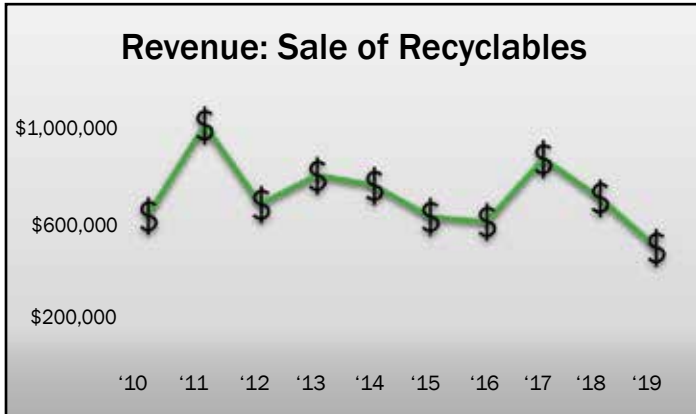 Revenue: Sale of Recyclables
$1,000,000
$600,000
$200,000
$ $ $ $ $ $ $ $ $ $
‘10 ‘11 ‘12 ‘13 ‘14 ‘15 ‘16 ‘17 ‘18 ‘19